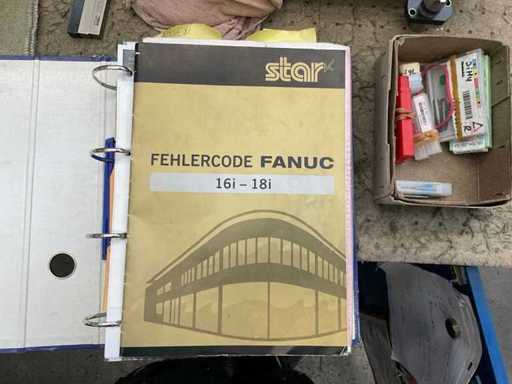 star
FEHLERCODE FANUC
16i – 18i